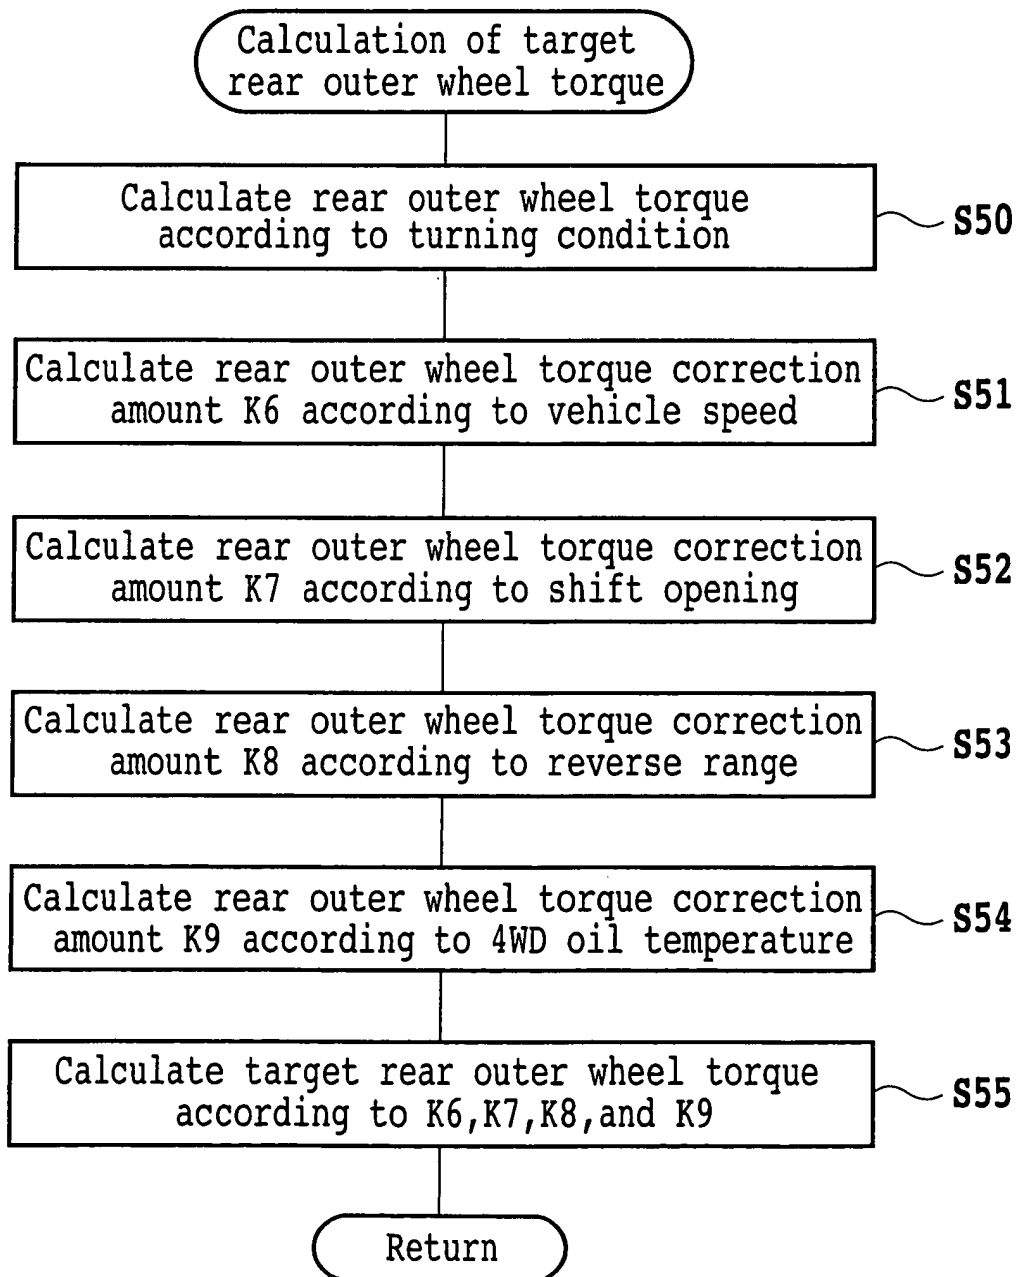 Calculation of target
rear outer wheel torque
Calculate rear outer wheel torque
according to turning condition
S50
Calculate rear outer wheel torque correction
amount K6 according to vehicle speed
S51
Calculate rear outer wheel torque correction
amount K7 according to shift opening
S52
Calculate rear outer wheel torque correction
amount K8 according to reverse range
S53
Calculate rear outer wheel torque correction
amount K9 according to 4WD oil temperature
S54
Calculate target rear outer wheel torque
according to K6,K7,K8,and K9
S55
Return